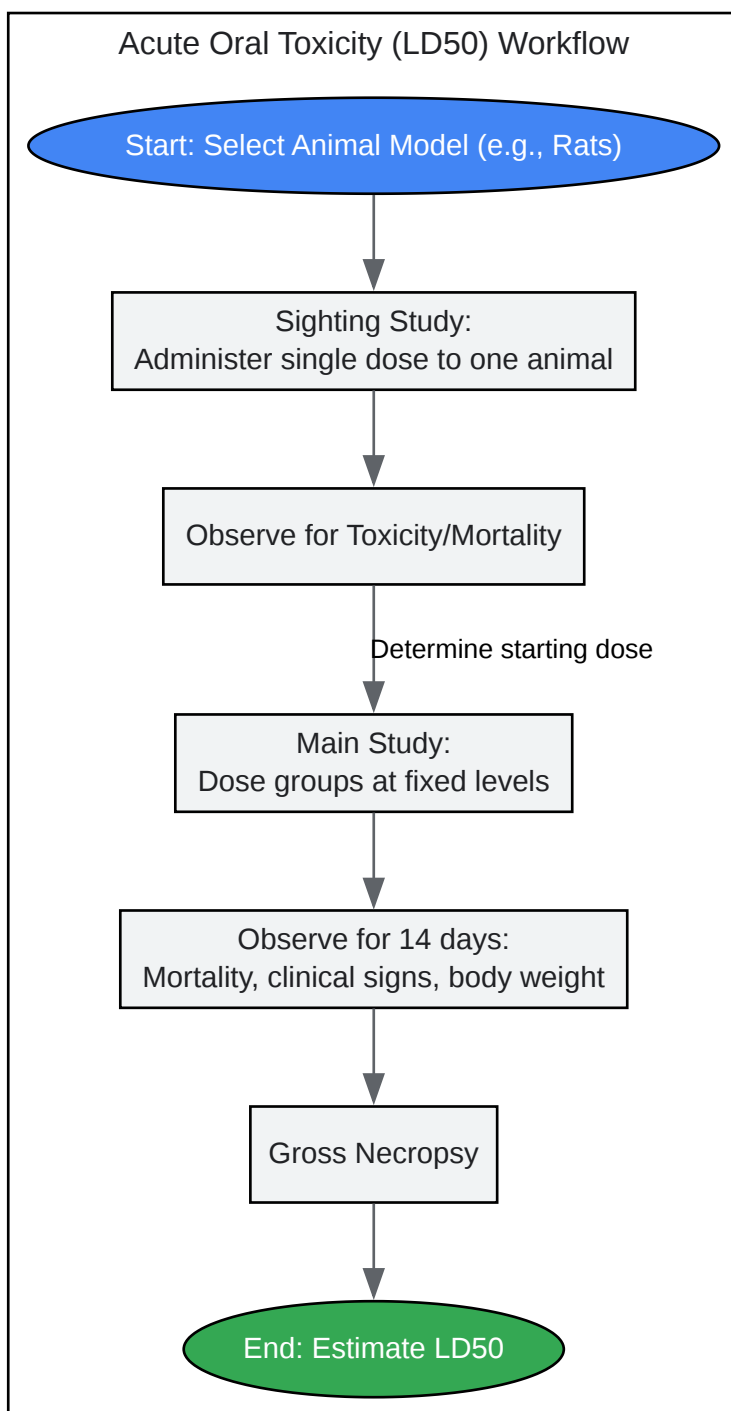 Acute Oral Toxicity (LD50) Workflow
Start: Select Animal Model (e.g., Rats)
Sighting Study:
Administer single dose to one animal
Observe for Toxicity/Mortality
Determine starting dose
Main Study:
Dose groups at fixed levels
Observe for 14 days:
Mortality, clinical signs, body weight
Gross Necropsy
End: Estimate LD50